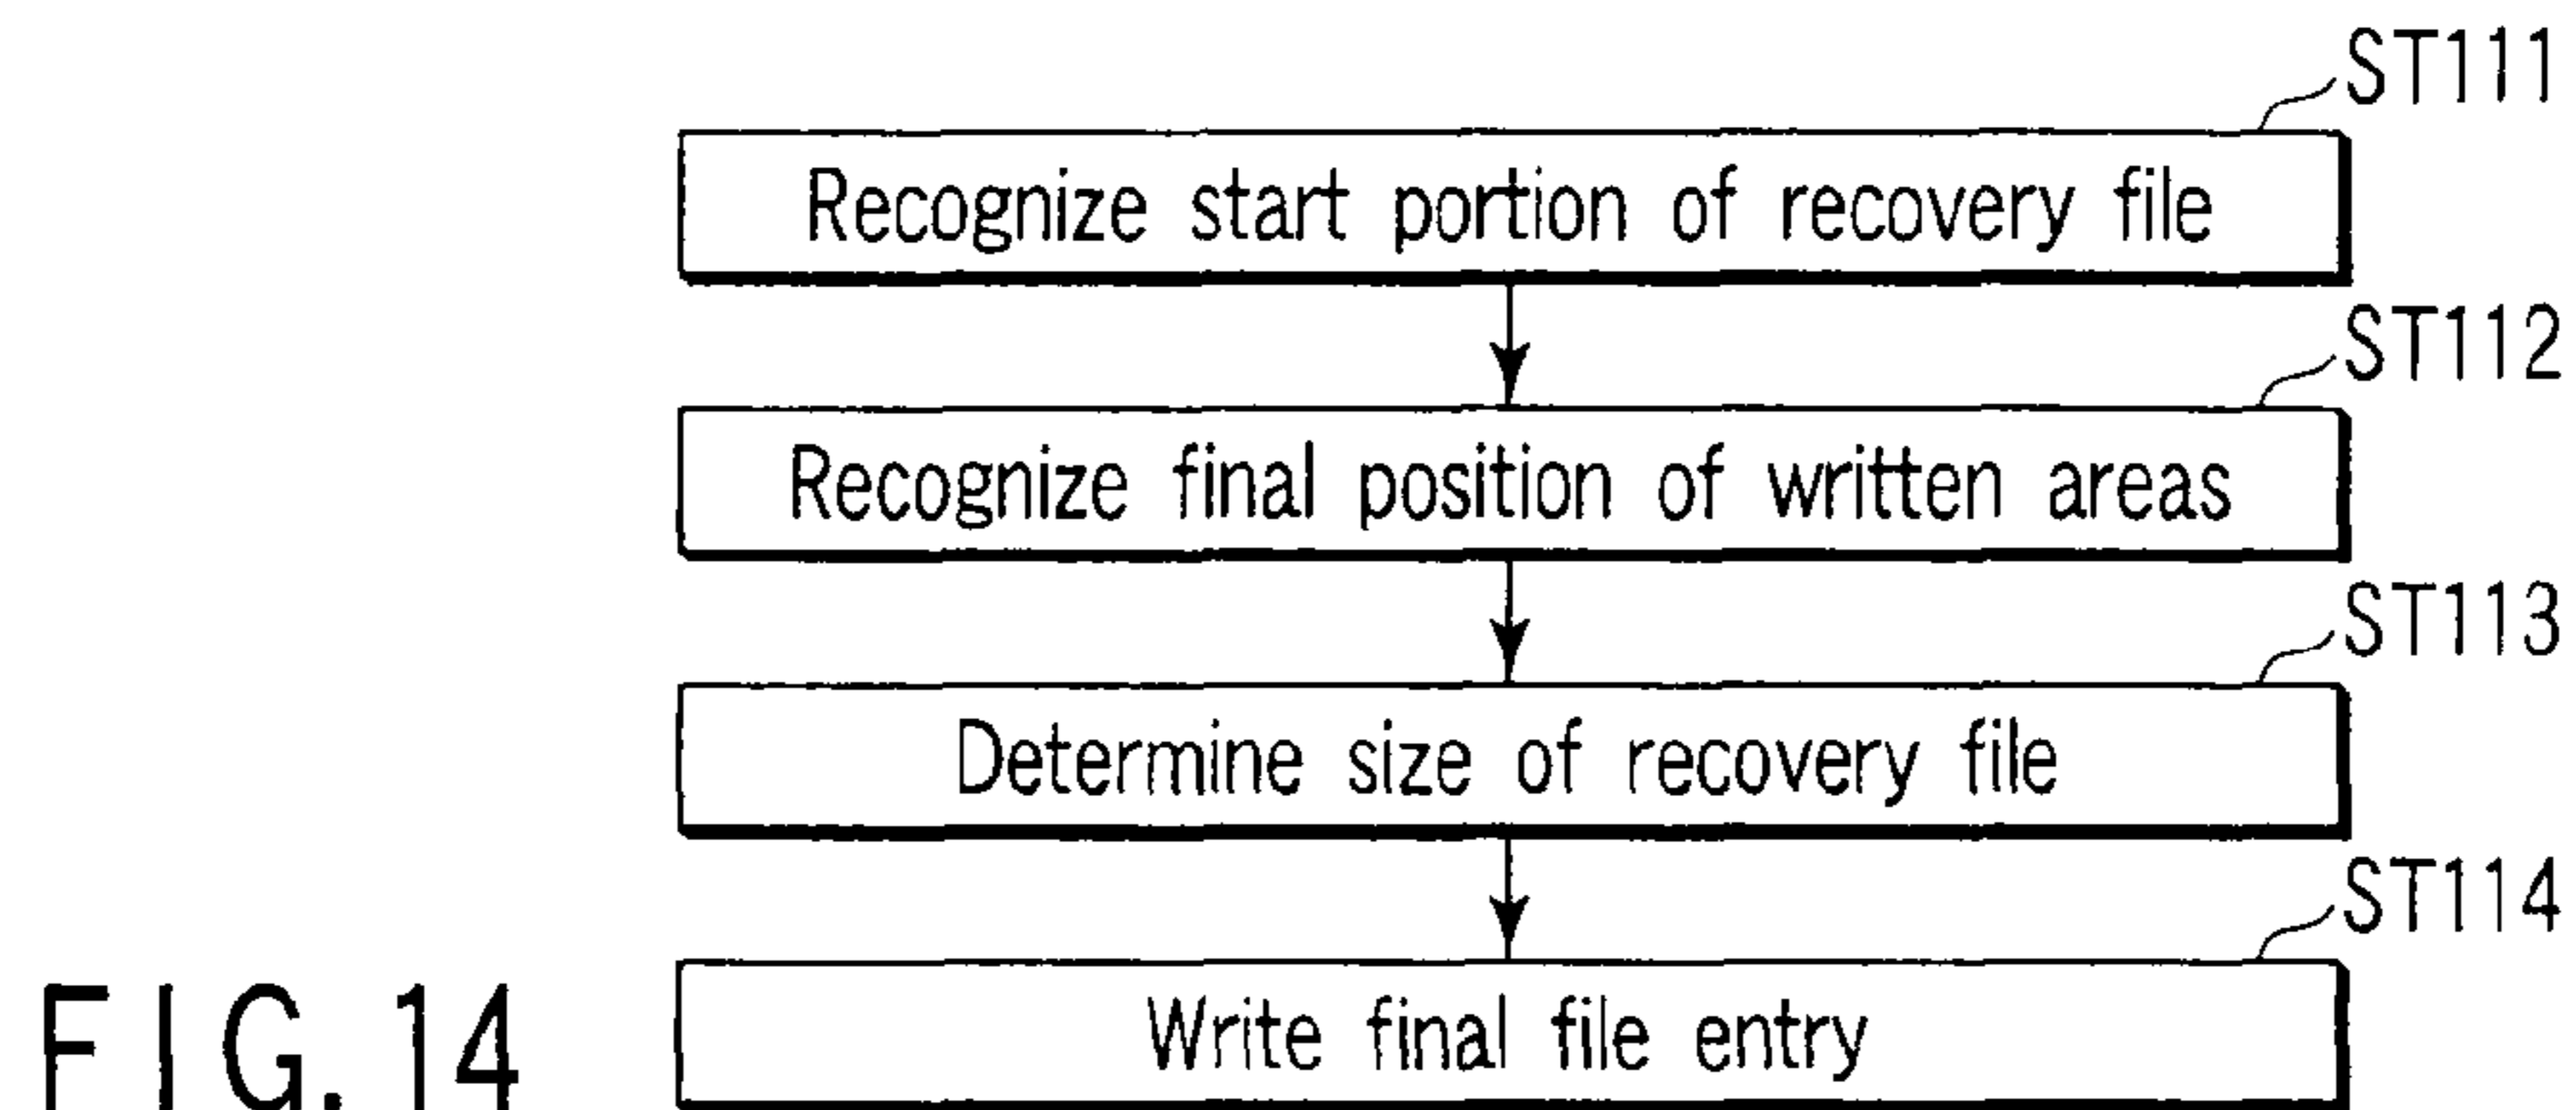 ST111
Recognize start portion of recovery file
ST112
Recognize final position of written areas
ST113
Determine size of recovery file
ST114
Write final file entry
FIG.14